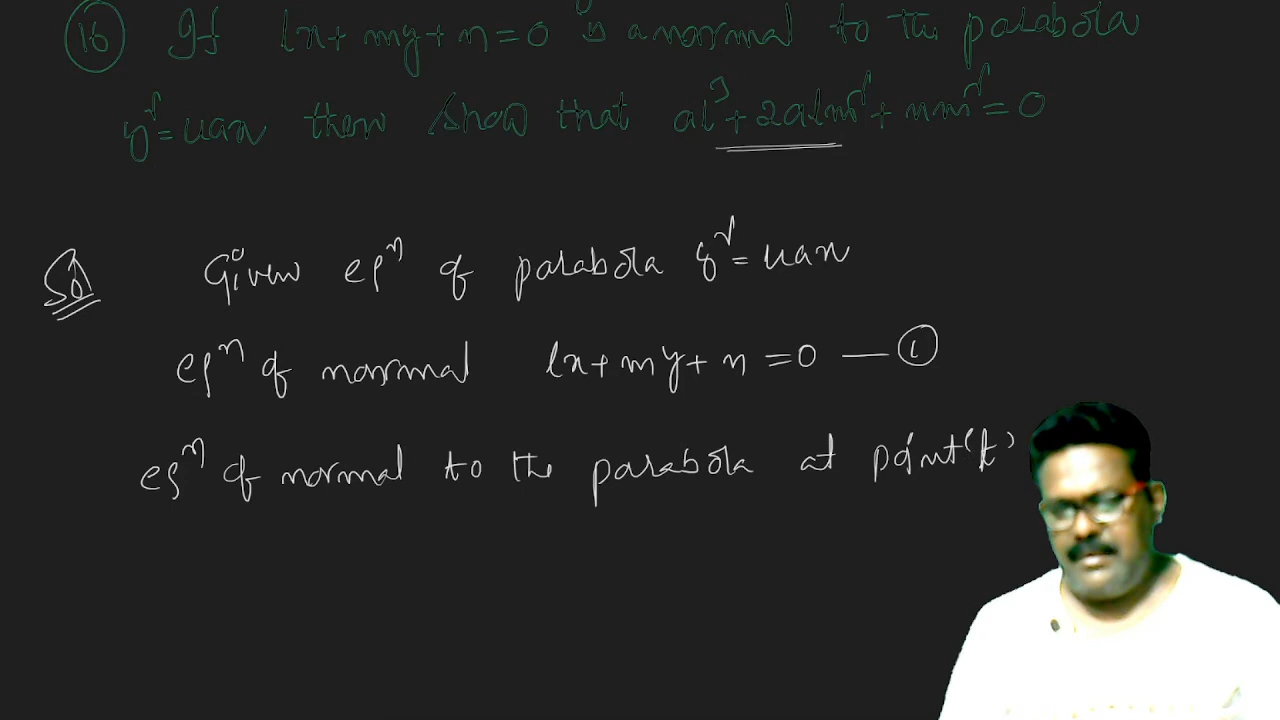 (16) If lx + my + n = 0 is a normal to the parabola
y² = 4ax then show that al³ + 2alm² + nm² = 0
Sol Given eqⁿ of parabola y² = 4ax
eqⁿ of normal lx + my + n = 0 — (1)
eqⁿ of normal to the parabola at point 't'